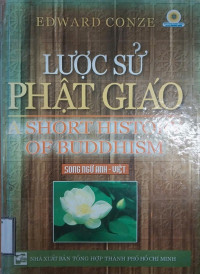 EDWARD CONZE
LƯỢC SỬ
PHẬT GIÁO
A SHORT HISTORY
OF BUDDHISM
SONG NGỮ ANH - VIỆT
NHÀ XUẤT BẢN TỔNG HỢP THÀNH PHỐ HỒ CHÍ MINH